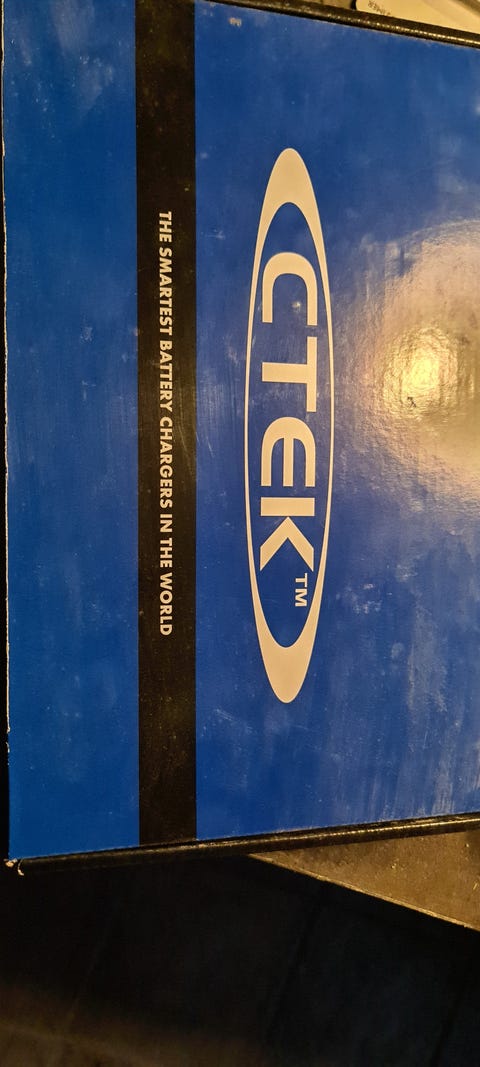 CTEK™
THE SMARTEST BATTERY CHARGERS IN THE WORLD